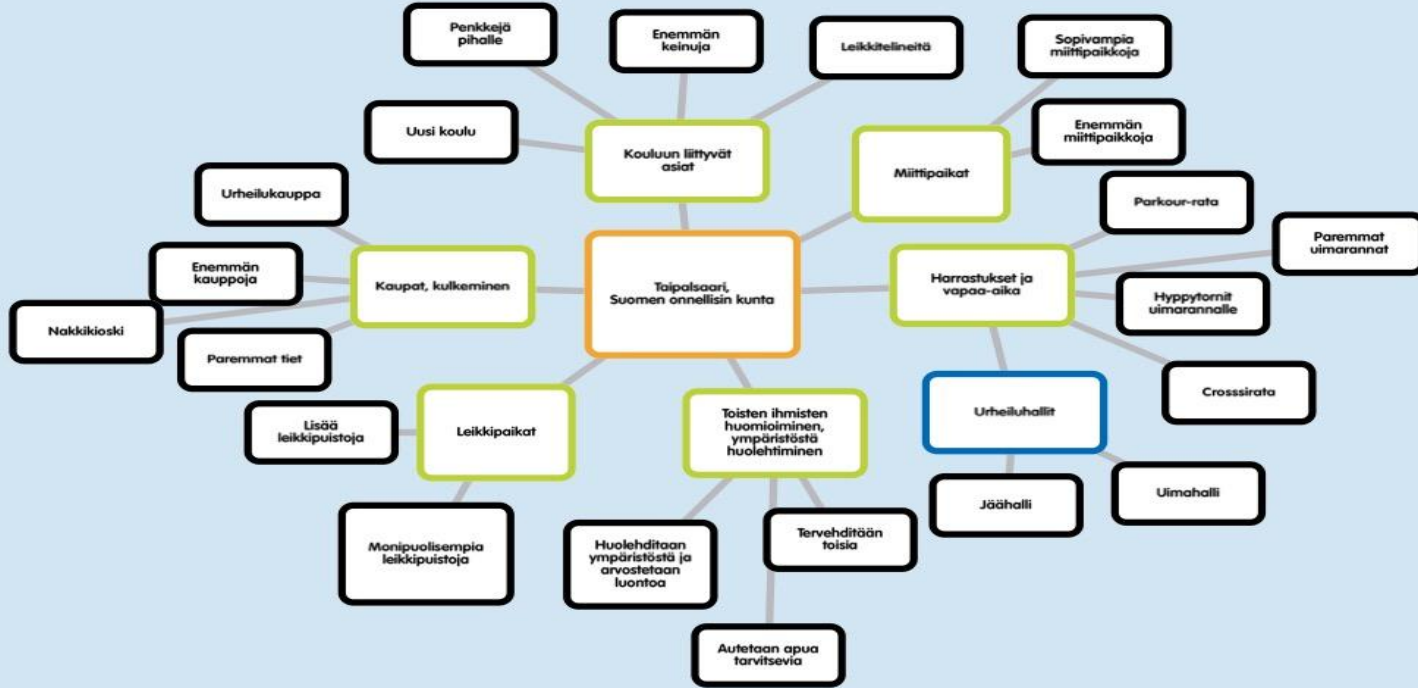 Penkkejä
pihalle
Enemmän
keinuja
Leikkitelineitä
Sopivampia
miittipaikkoja
Uusi koulu
Kouluun liittyvät
asiat
Miittipaikat
Enemmän
miittipaikkoja
Urheilukauppa
Parkour-rata
Enemmän
kauppoja
Kaupat, kulkeminen
Taipalsaari,
Suomen onnellisin kunta
Harrastukset ja
vapaa-aika
Paremmat
uimarannat
Hyppytornit
uimarannalle
Nakkikioski
Paremmat tiet
Crosssirata
Lisää
leikkipuistoja
Leikkipaikat
Toisten ihmisten
huomioiminen,
ympäristöstä
huolehtiminen
Urheiluhallit
Monipuolisempia
leikkipuistoja
Huolehditaan
ympäristöstä ja
arvostetaan
luontoa
Tervehditään
toisia
Jäähalli
Uimahalli
Autetaan apua
tarvitsevia